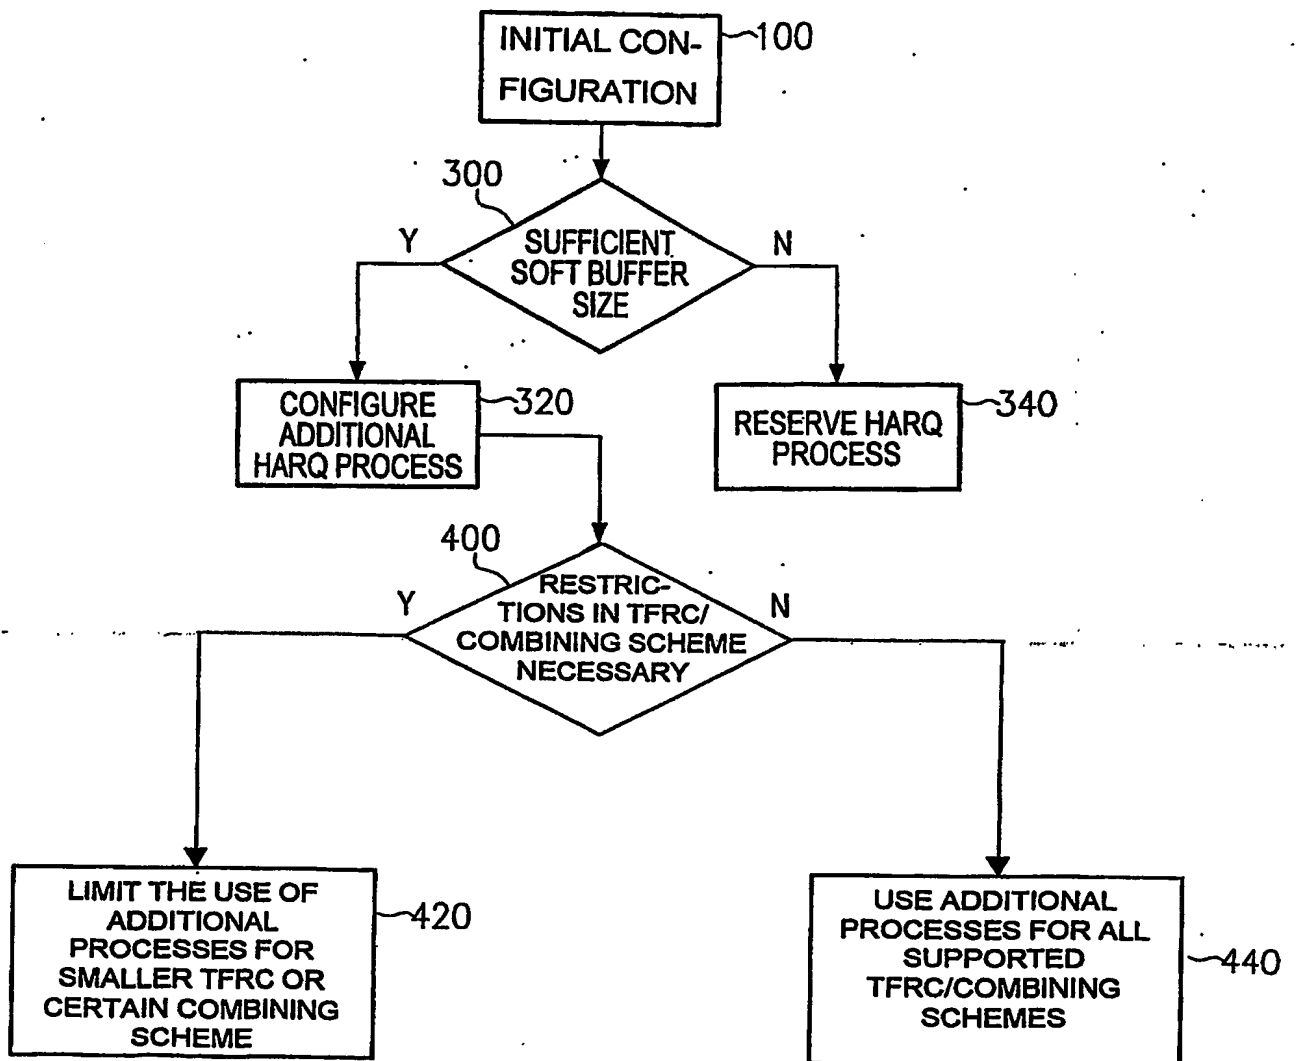 INITIAL CON-
FIGURATION
100
300
SUFFICIENT
SOFT BUFFER
SIZE
Y
N
CONFIGURE
ADDITIONAL
HARQ PROCESS
320
RESERVE HARQ
PROCESS
340
400
RESTRIC-
TIONS IN TFRC/
COMBINING SCHEME
NECESSARY
Y
N
LIMIT THE USE OF
ADDITIONAL
PROCESSES FOR
SMALLER TFRC OR
CERTAIN COMBINING
SCHEME
420
USE ADDITIONAL
PROCESSES FOR ALL
SUPPORTED
TFRC/COMBINING
SCHEMES
440